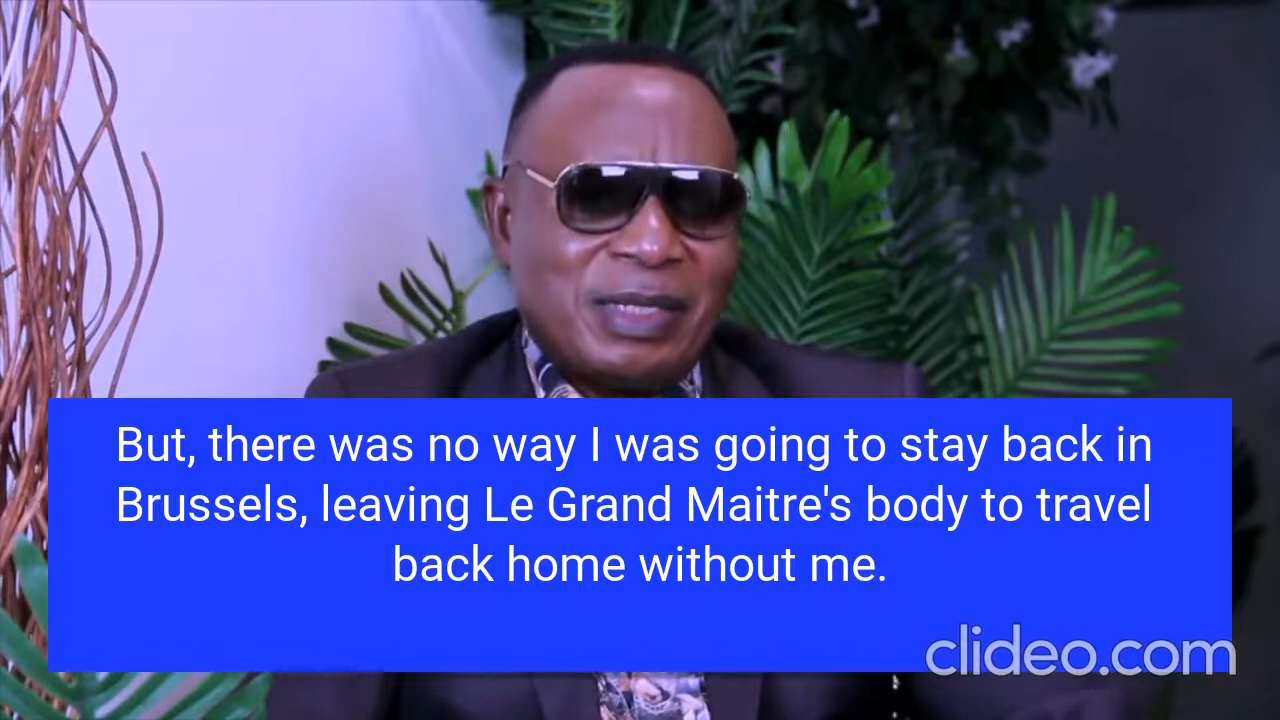 But, there was no way I was going to stay back in
Brussels, leaving Le Grand Maitre's body to travel
back home without me.
clideo.com